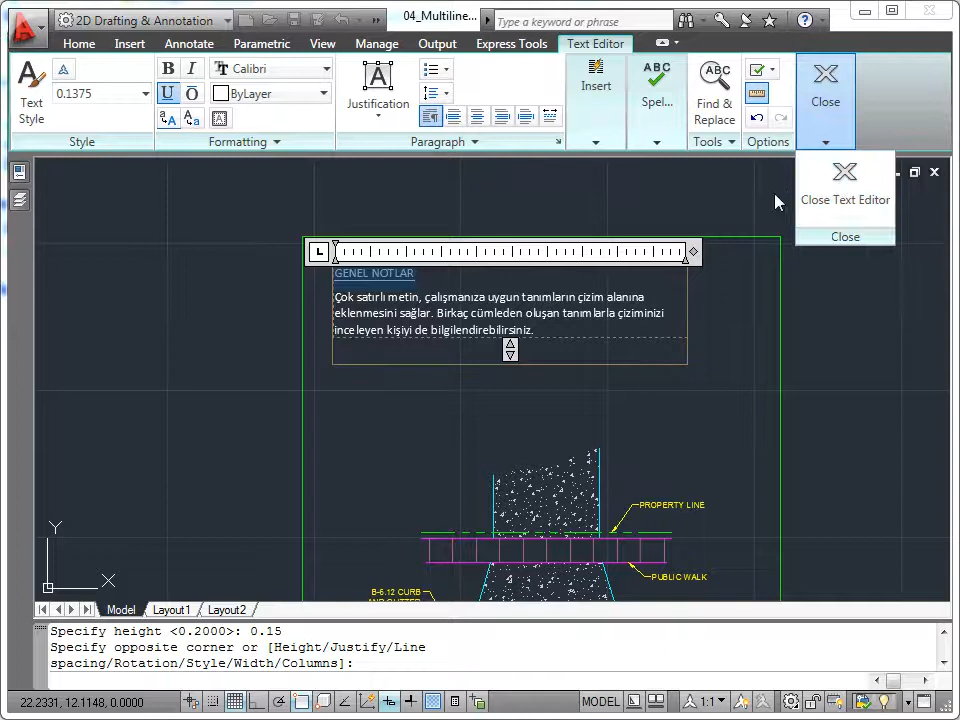 2D Drafting & Annotation
04_Multiline...
Type a keyword or phrase
Home Insert Annotate Parametric View Manage Output Express Tools Text Editor
Text Style
0.1375
Style
B I
U O
Calibri
ByLayer
Formatting
A
Justification
Paragraph
Insert
ABC
Spel...
ABC
Find & Replace
Tools
Options
Close
Close Text Editor
Close
L
GENEL NOTLAR
Çok satırlı metin, çalışmanıza uygun tanımların çizim alanına
eklenmesini sağlar. Birkaç cümleden oluşan tanımlarla çiziminizi
inceleyen kişiyi de bilgilendirebilirsiniz.
PROPERTY LINE
PUBLIC WALK
B-6.12 CURB
AND GUTTER
Y
X
Model Layout1 Layout2
Specify height <0.2000>: 0.15
Specify opposite corner or [Height/Justify/Line
spacing/Rotation/Style/Width/Columns]:
22.2331, 12.1148, 0.0000
MODEL
1:1